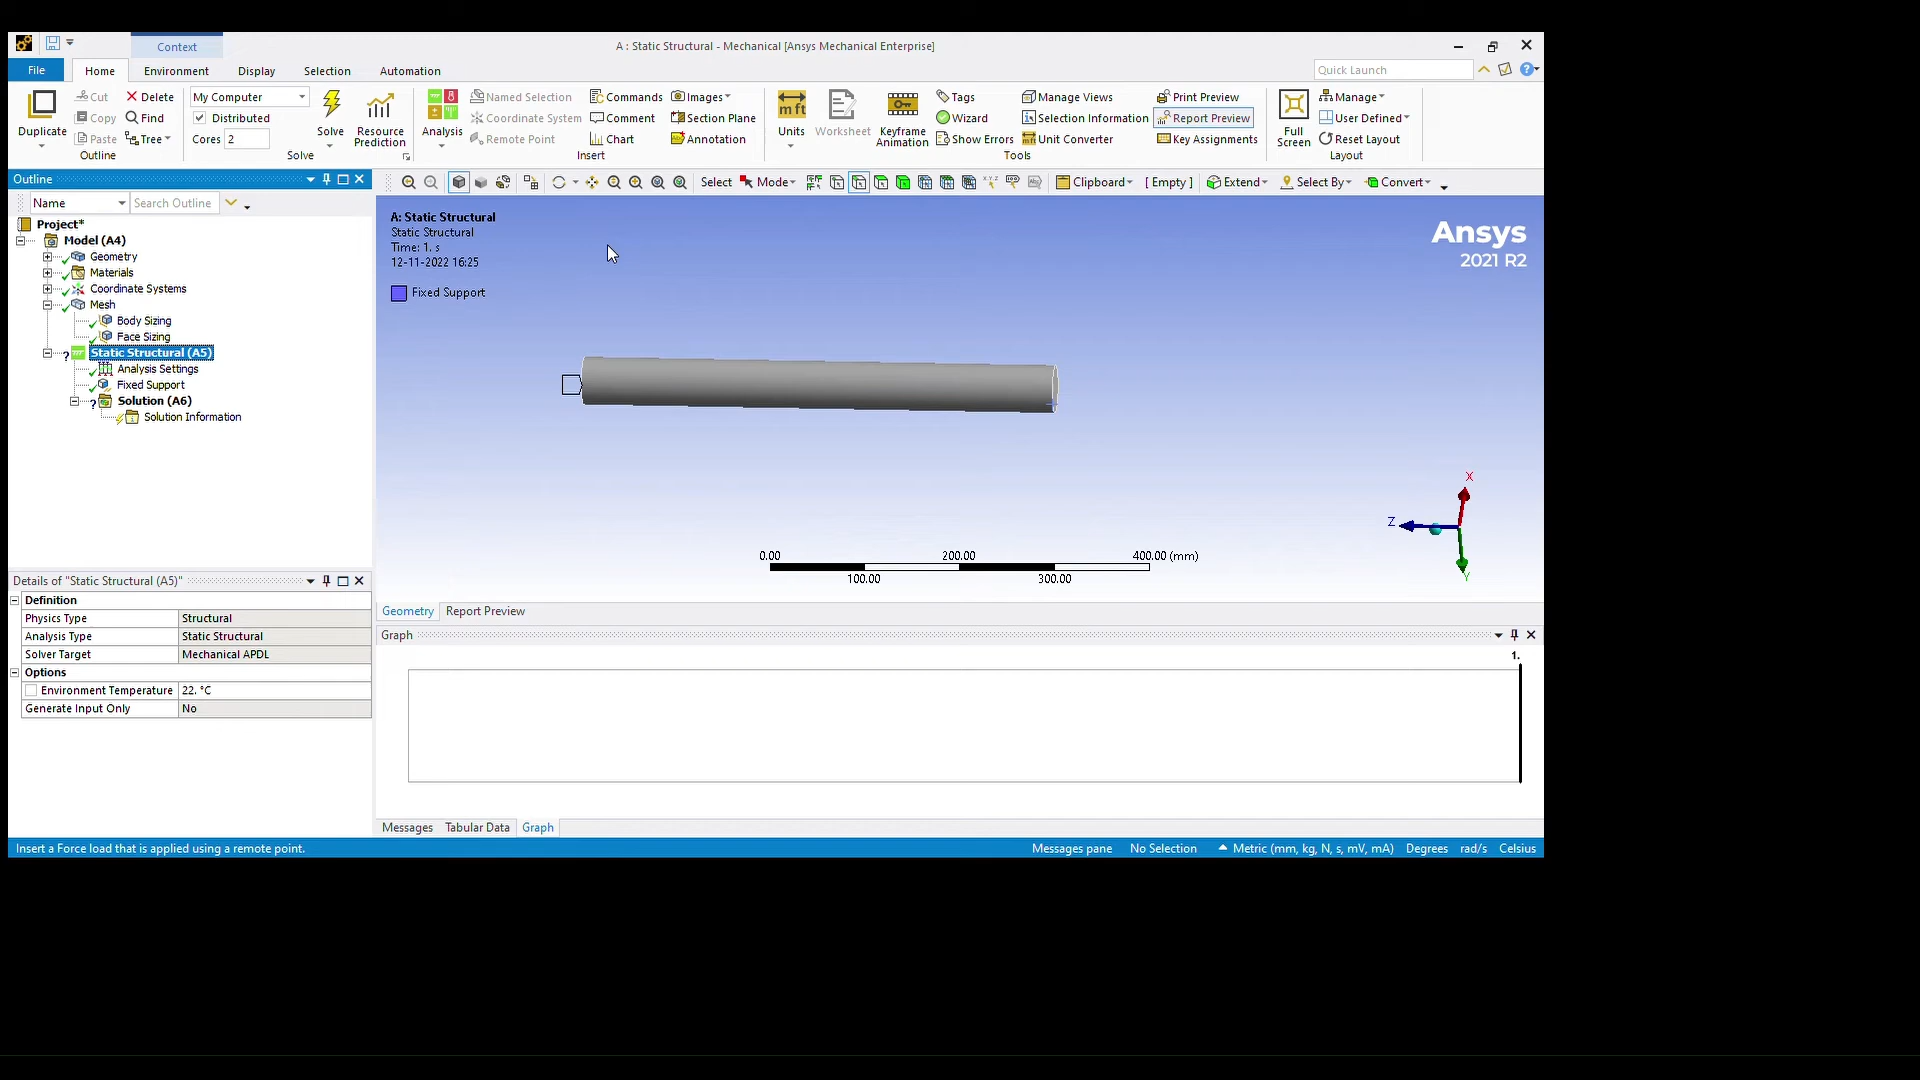 Context
A : Static Structural - Mechanical [Ansys Mechanical Enterprise]
File
Home
Environment
Display
Selection
Automation
Quick Launch
Duplicate
Cut
Copy
Paste
Delete
Find
Tree
Outline
My Computer
Distributed
Cores 2
Solve
Resource Prediction
Solve
Analysis
Named Selection
Coordinate System
Remote Point
Commands
Comment
Chart
Images
Section Plane
Annotation
Insert
Units
Worksheet
Keyframe Animation
Tags
Wizard
Show Errors
Manage Views
Selection Information
Unit Converter
Print Preview
Report Preview
Key Assignments
Tools
Full Screen
Manage
User Defined
Reset Layout
Layout
Outline
Name
Search Outline
Select
Mode
Clipboard
[ Empty ]
Extend
Select By
Convert
Project*
Model (A4)
Geometry
Materials
Coordinate Systems
Mesh
Body Sizing
Face Sizing
Static Structural (A5)
Analysis Settings
Fixed Support
Solution (A6)
Solution Information
A: Static Structural
Static Structural
Time: 1. s
12-11-2022 16:25
Fixed Support
Ansys
2021 R2
X
Z
Y
0.00 200.00 400.00 (mm)
100.00 300.00
Details of "Static Structural (A5)"
Definition
Physics Type Structural
Analysis Type Static Structural
Solver Target Mechanical APDL
Options
Environment Temperature 22. °C
Generate Input Only No
Geometry
Report Preview
Graph
1.
Messages
Tabular Data
Graph
Insert a Force load that is applied using a remote point.
Messages pane
No Selection
Metric (mm, kg, N, s, mV, mA)
Degrees
rad/s
Celsius